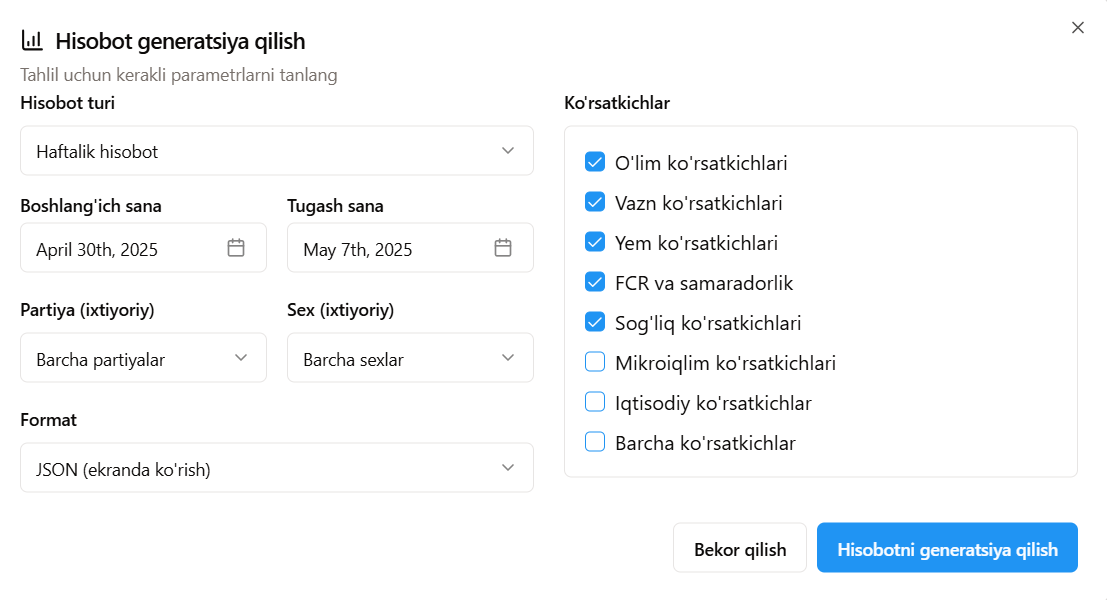 Hisobot generatsiya qilish
Tahlil uchun kerakli parametrlarni tanlang
Hisobot turi
Haftalik hisobot
Boshlang'ich sana
Tugash sana
April 30th, 2025
May 7th, 2025
Partiya (ixtiyoriy)
Sex (ixtiyoriy)
Barcha partiyalar
Barcha sexlar
Format
JSON (ekranda ko'rish)
Ko'rsatkichlar
O'lim ko'rsatkichlari
Vazn ko'rsatkichlari
Yem ko'rsatkichlari
FCR va samaradorlik
Sog'liq ko'rsatkichlari
Mikroiqlim ko'rsatkichlari
Iqtisodiy ko'rsatkichlar
Barcha ko'rsatkichlar
Bekor qilish
Hisobotni generatsiya qilish